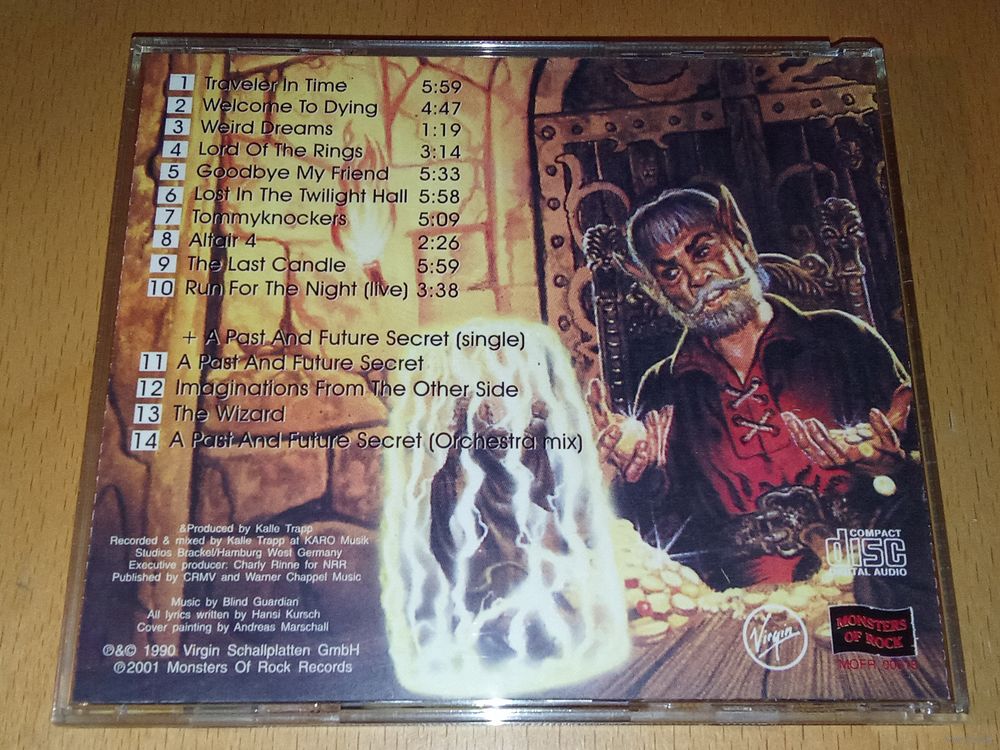 1 Traveler In Time 5:59
2 Welcome To Dying 4:47
3 Weird Dreams 1:19
4 Lord Of The Rings 3:14
5 Goodbye My Friend 5:33
6 Lost In The Twilight Hall 5:58
7 Tommyknockers 5:09
8 Altair 4 2:26
9 The Last Candle 5:59
10 Run For The Night (live) 3:38
+ A Past And Future Secret (single)
11 A Past And Future Secret
12 Imaginations From The Other Side
13 The Wizard
14 A Past And Future Secret (Orchestra mix)
&Produced by Kalle Trapp
Recorded & mixed by Kalle Trapp at KARO Musik
Studios Brackel/Hamburg West Germany
Executive producer: Charly Rinne for NRR
Published by CRMV and Warner Chappel Music
Music by Blind Guardian
All lyrics written by Hansi Kursch
Cover painting by Andreas Marschall
℗&© 1990 Virgin Schallplatten GmbH
℗2001 Monsters Of Rock Records
COMPACT
disc
DIGITAL AUDIO
Virgin
MONSTERS
OF ROCK
MOFR